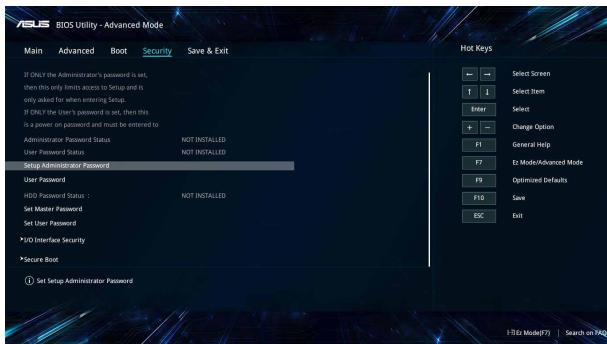 ASUS BIOS Utility - Advanced Mode
Main Advanced Boot Security Save & Exit
If ONLY the Administrator's password is set,
then this only limits access to Setup and is
only asked for when entering Setup.
If ONLY the User's password is set, then this
is a power on password and must be entered to
Administrator Password Status NOT INSTALLED
User Password Status NOT INSTALLED
Setup Administrator Password
User Password
HDD Password Status : NOT INSTALLED
Set Master Password
Set User Password
>I/O Interface Security
>Secure Boot
Set Setup Administrator Password
Hot Keys
← → Select Screen
↑ ↓ Select Item
Enter Select
+ − Change Option
F1 General Help
F7 Ez Mode/Advanced Mode
F9 Optimized Defaults
F10 Save
ESC Exit
Ez Mode(F7) | Search on FAQ